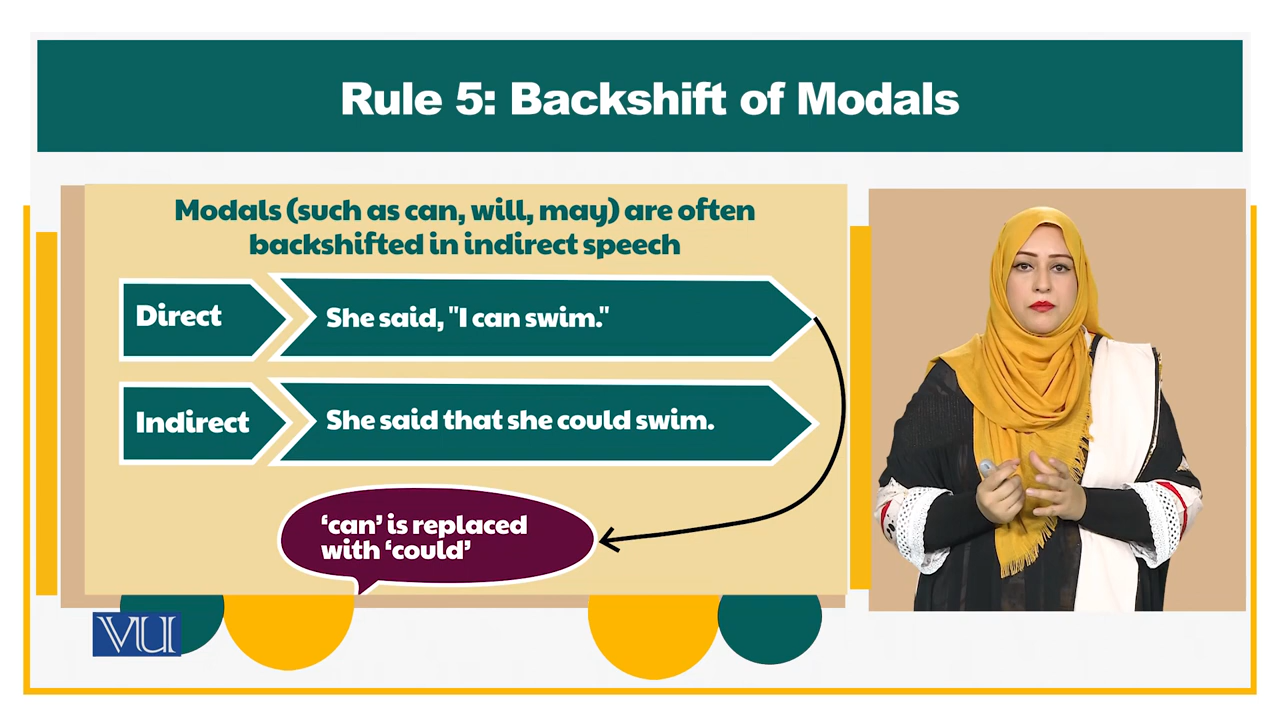 Rule 5: Backshift of Modals
Modals (such as can, will, may) are often
backshifted in indirect speech
Direct
She said, "I can swim."
Indirect
She said that she could swim.
‘can’ is replaced
with ‘could’
VU